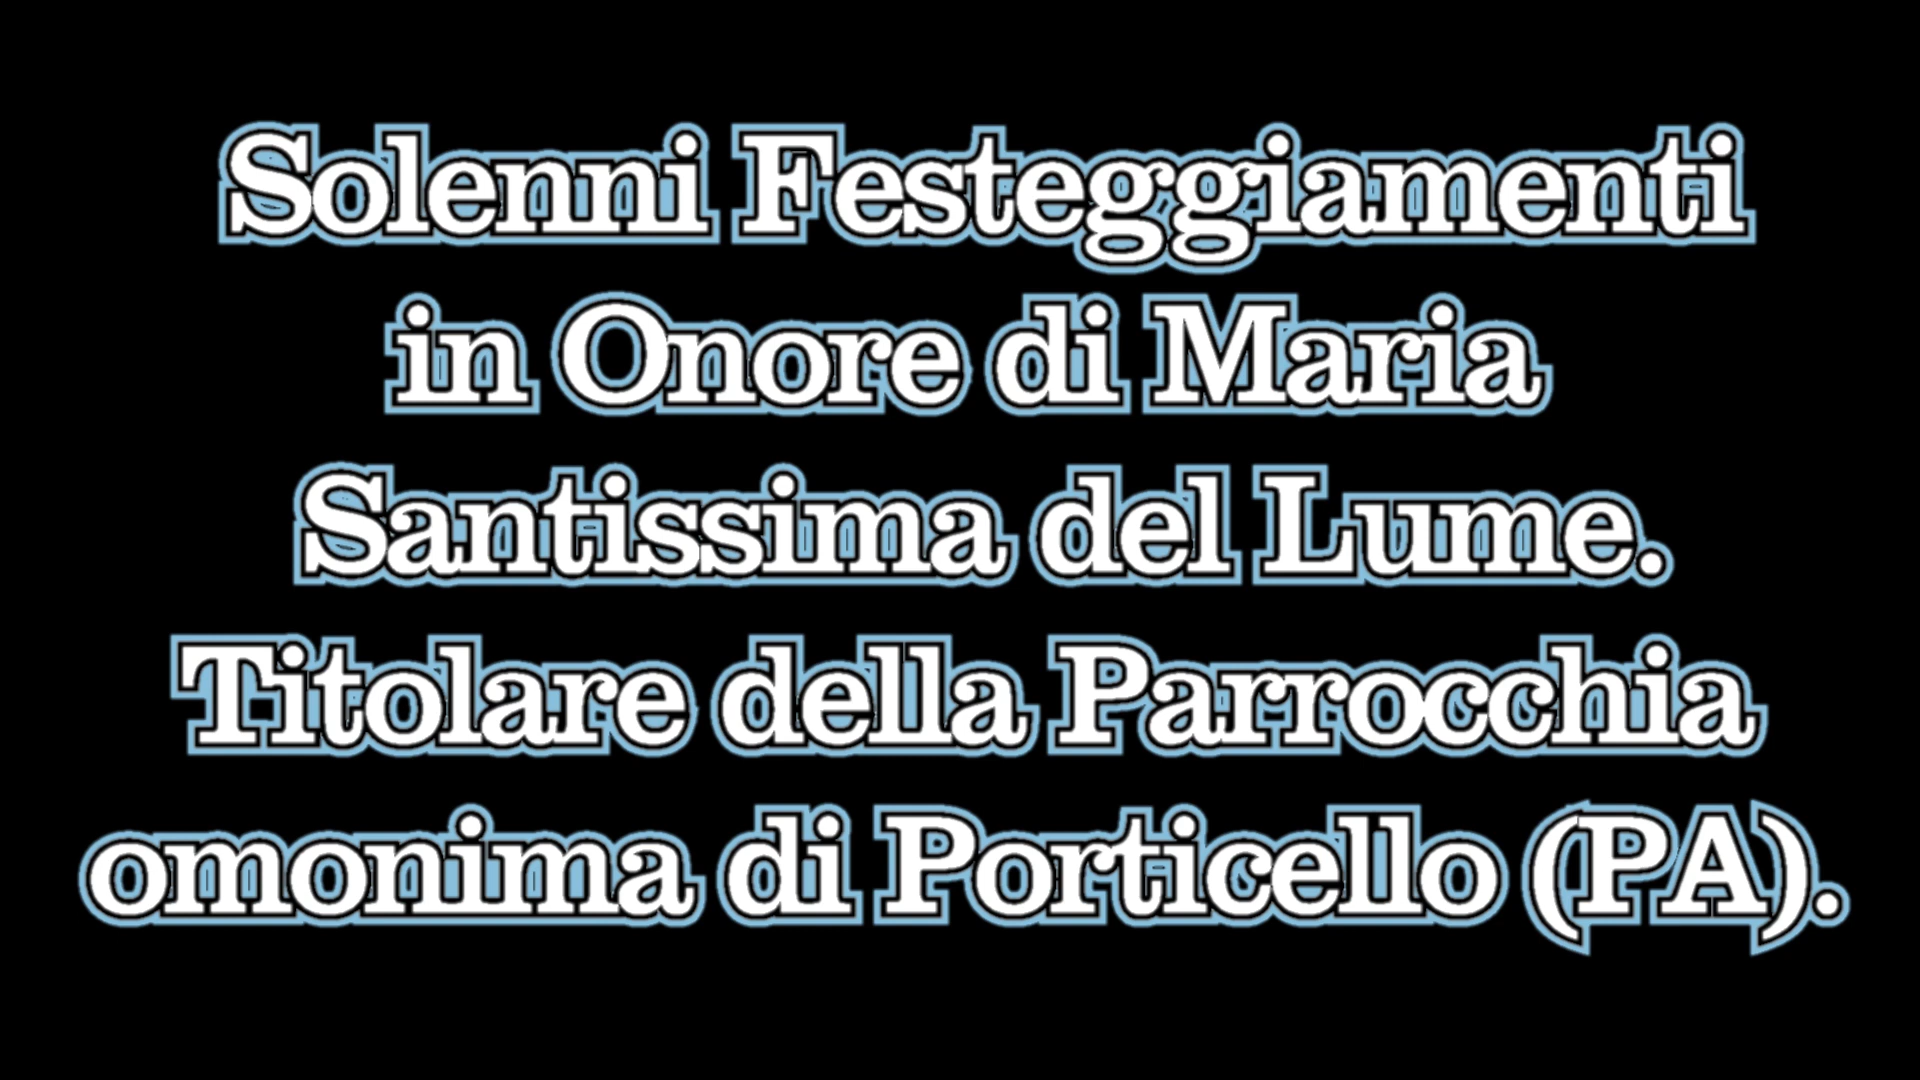 Solenni Festeggiamenti
in Onore di Maria
Santissima del Lume.
Titolare della Parrocchia
omonima di Porticello (PA).